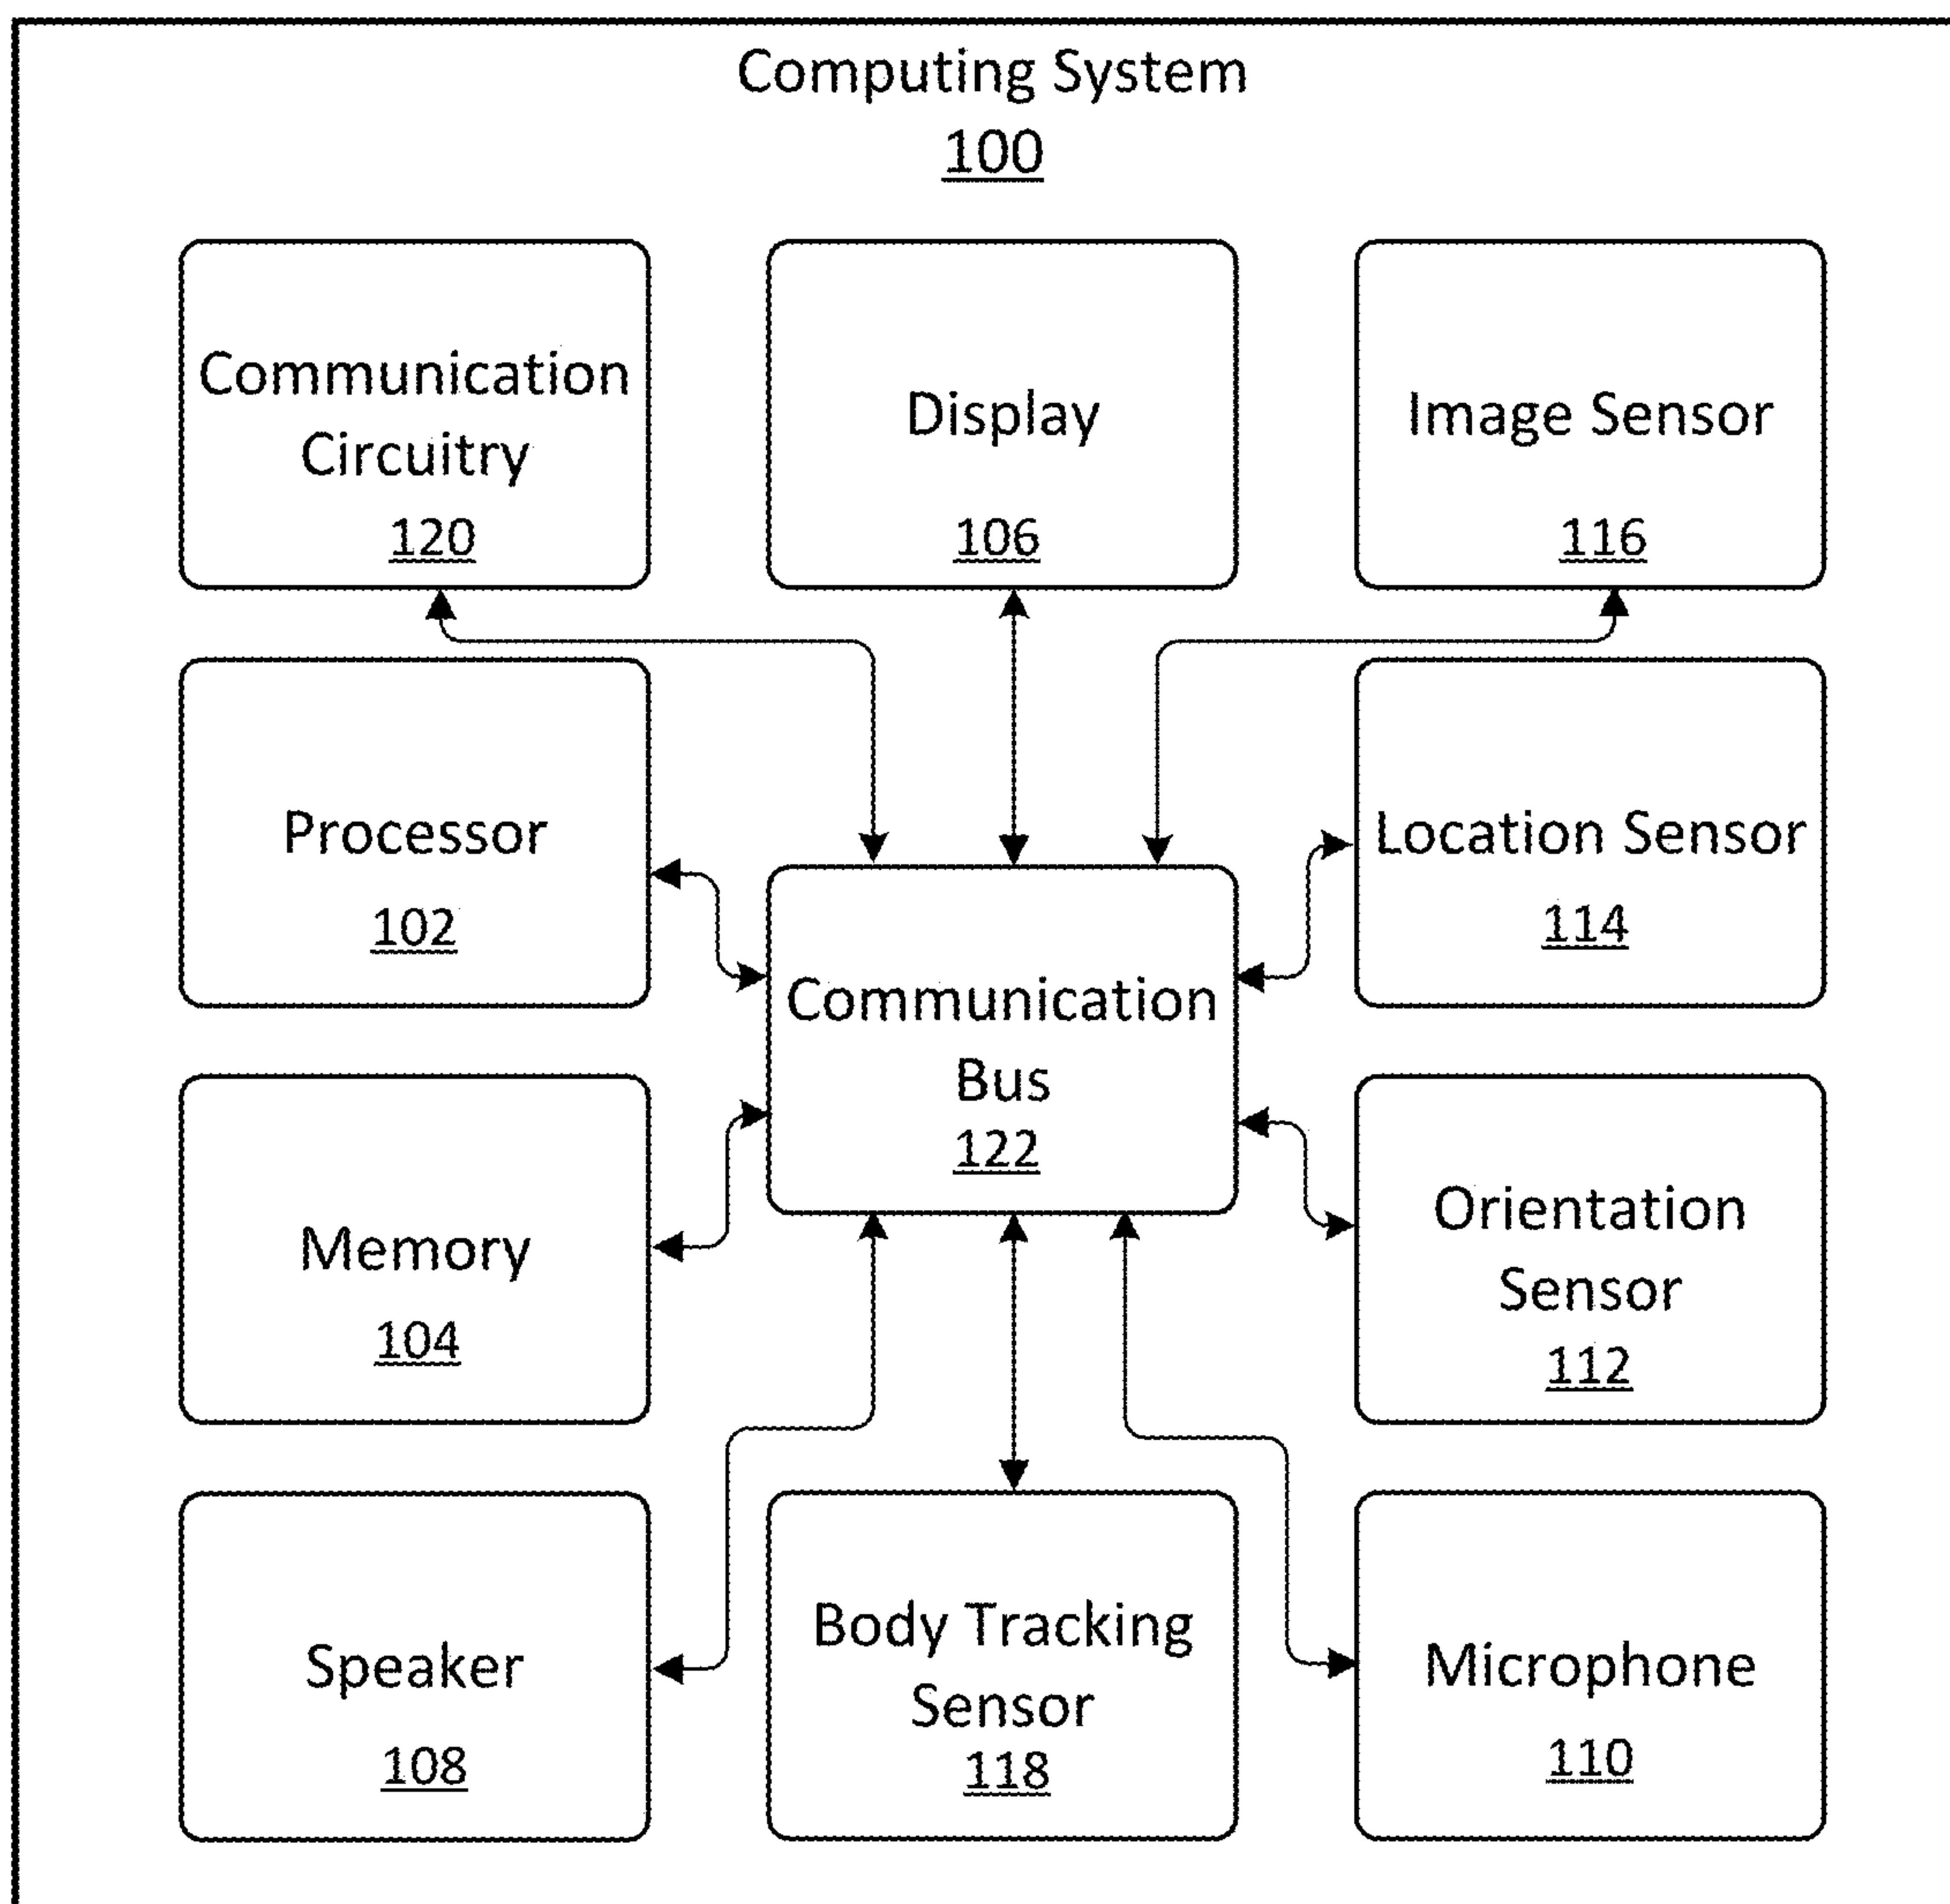 Computing System
100
Communication
Circuitry
120
Display
106
Image Sensor
116
Processor
102
Location Sensor
114
Communication
Bus
122
Memory
104
Orientation
Sensor
112
Speaker
108
Body Tracking
Sensor
118
Microphone
110